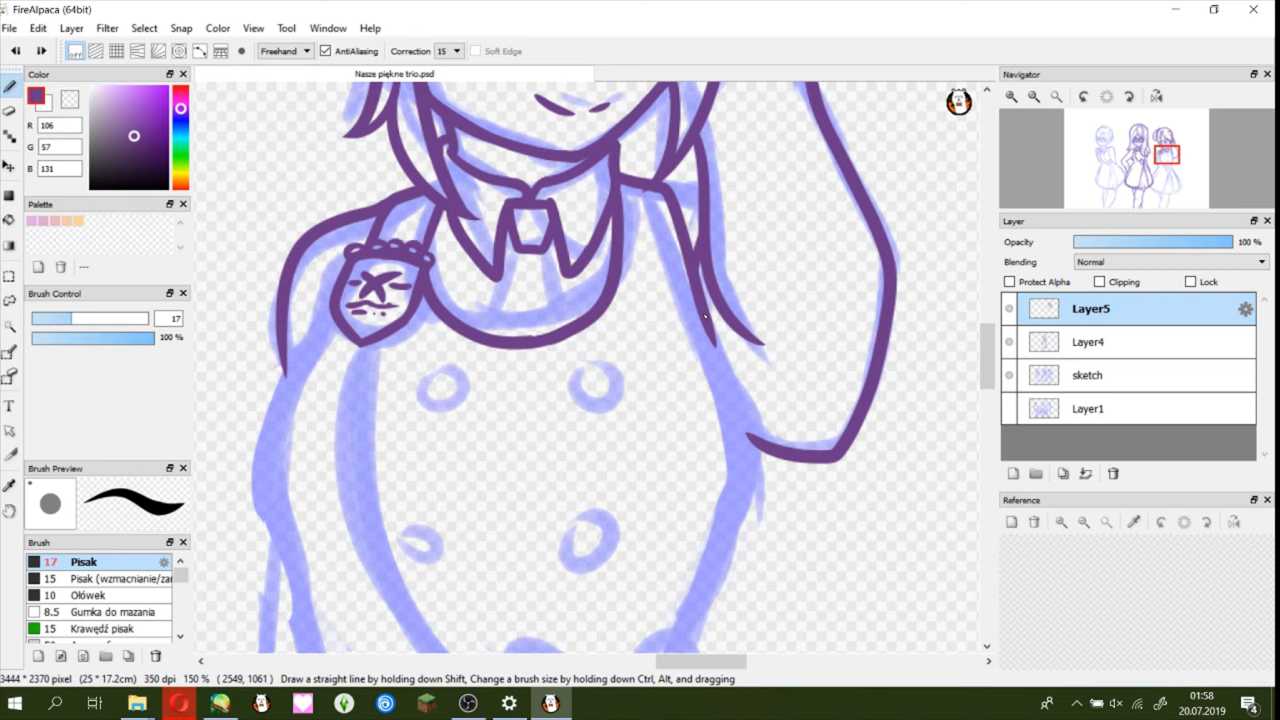 FireAlpaca (64bit)
File Edit Layer Filter Select Snap Color View Tool Window Help
off Freehand AntiAliasing Correction 15 Soft Edge
Color
R 106
G 57
B 131
Palette
---
Brush Control
17
100 %
Brush Preview
Brush
17 Pisak
15 Pisak (wzmacnianie/zar
10 Ołówek
8.5 Gumka do mazania
15 Krawędź pisak
Nasze piękne trio.psd
Navigator
Layer
Opacity 100 %
Blending Normal
Protect Alpha Clipping Lock
Layer5
Layer4
sketch
Layer1
Reference
3444 * 2370 pixel (25 * 17.2cm) 350 dpi 150 % ( 2549, 1061 ) Draw a straight line by holding down Shift, Change a brush size by holding down Ctrl, Alt, and dragging
01:58
20.07.2019
4